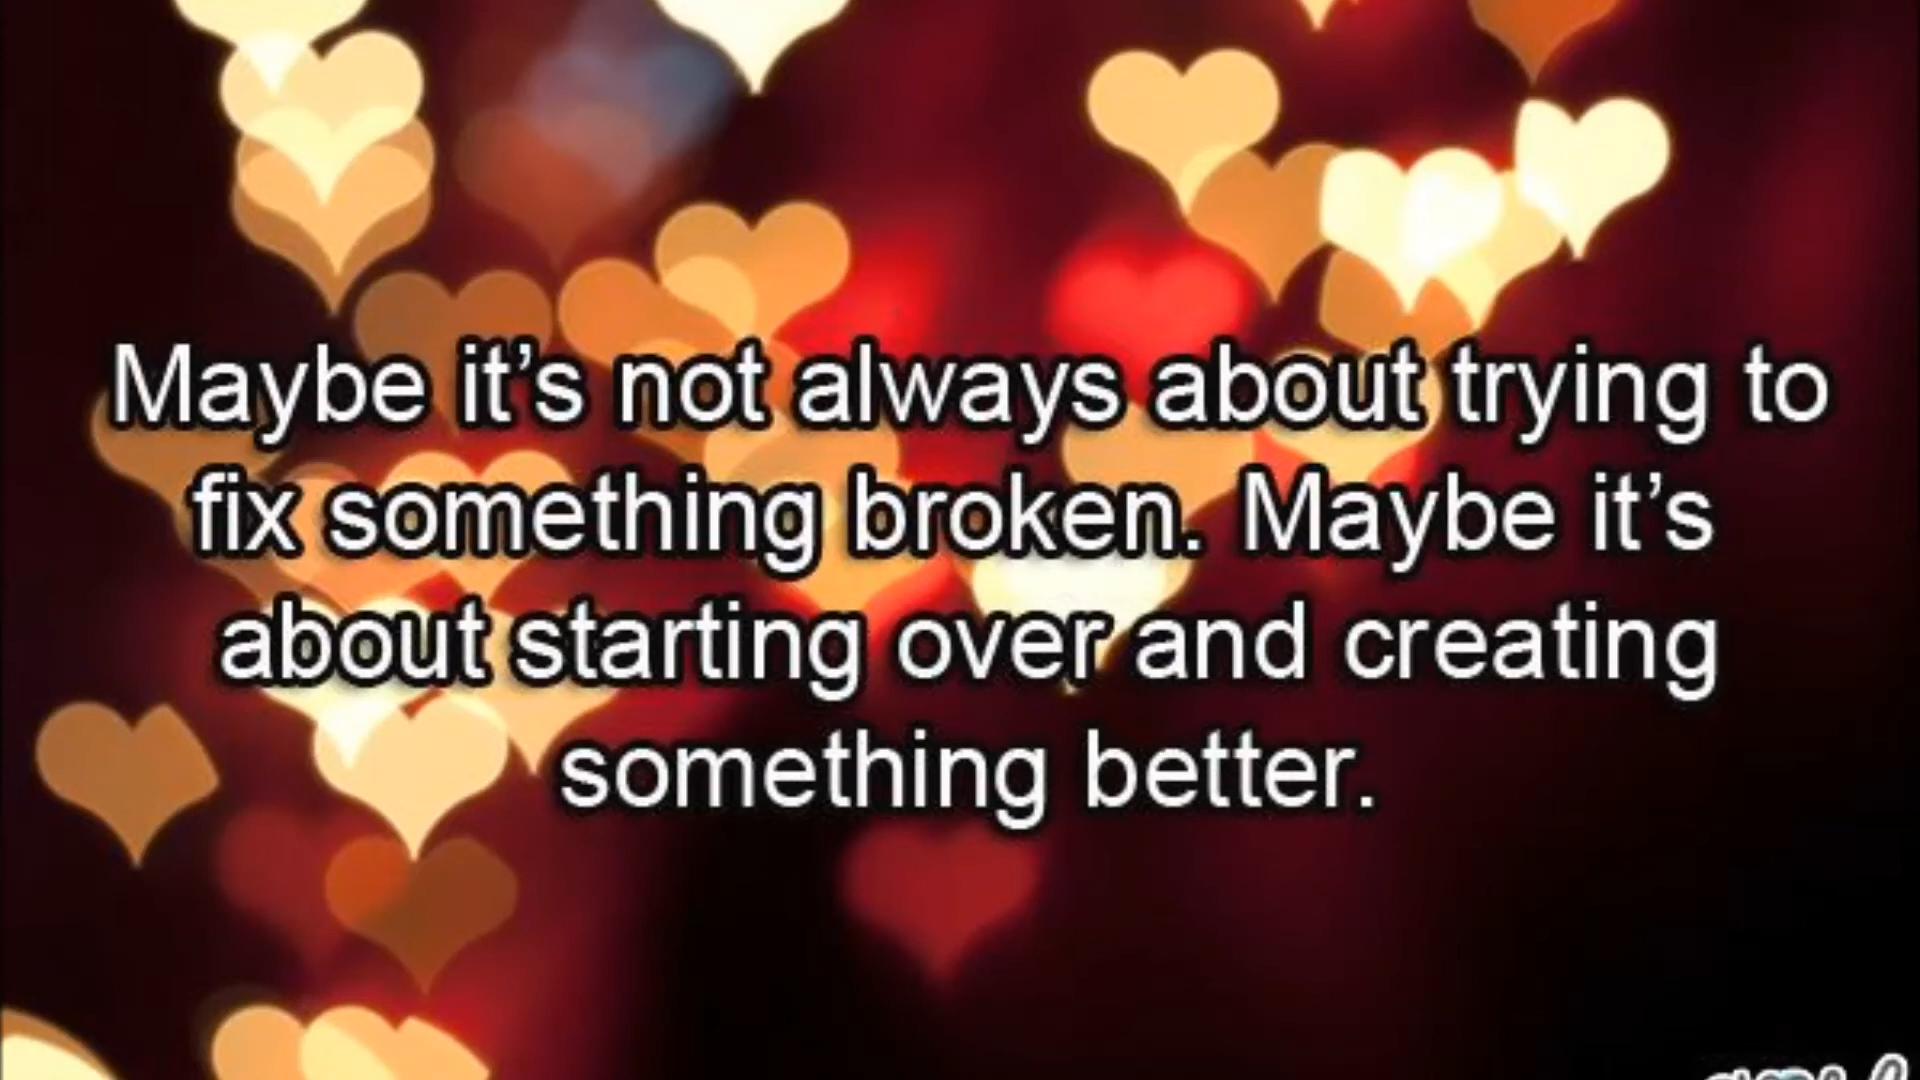 Maybe it’s not always about trying to
fix something broken. Maybe it’s
about starting over and creating
something better.